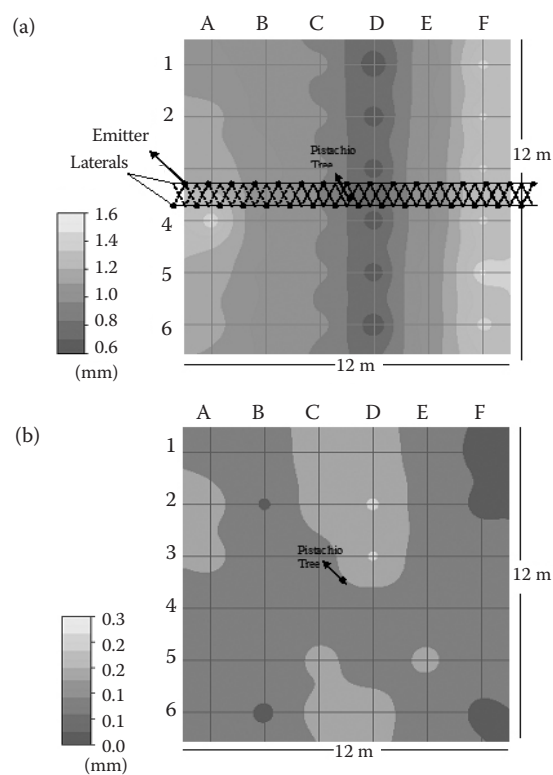 (a)
A B C D E F
1
2
Emitter
Laterals
Pistachio
Tree
12 m
4
5
6
1.6
1.4
1.2
1.0
0.8
0.6
(mm)
12 m
(b)
A B C D E F
1
2
3
Pistachio
Tree
12 m
4
5
6
0.3
0.2
0.2
0.1
0.1
0.0
(mm)
12 m